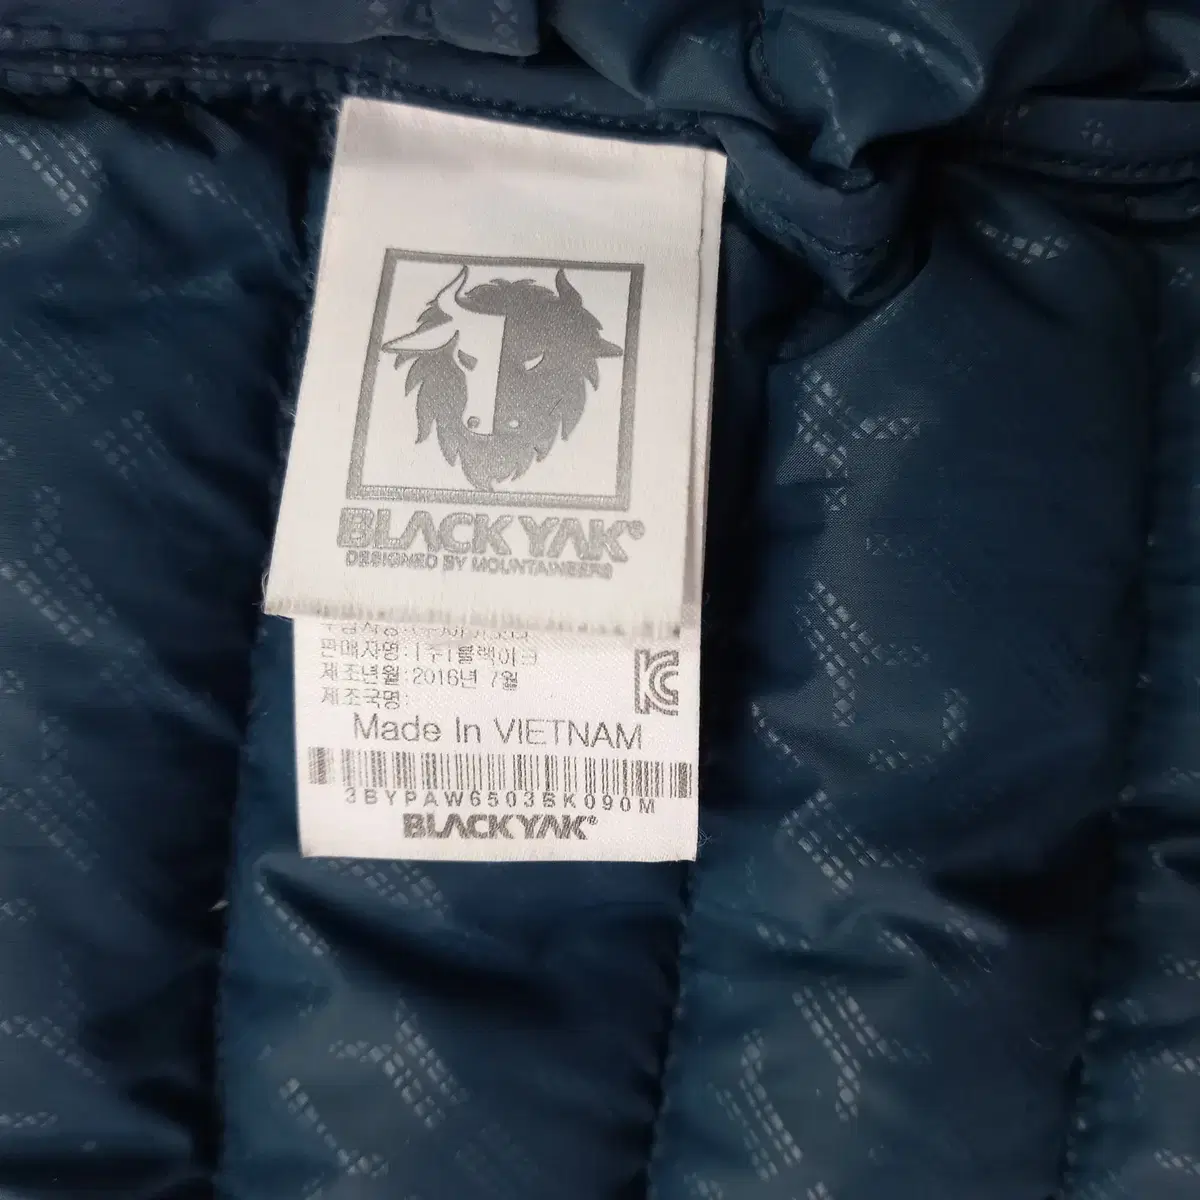 BLACKYAK®
DESIGNED BY MOUNTAINEERS
판매자명:(주)블랙야크
제조년월:2016년 7월
제조국명:
Made In VIETNAM
3BYPAW6503BK090M
BLACKYAK®